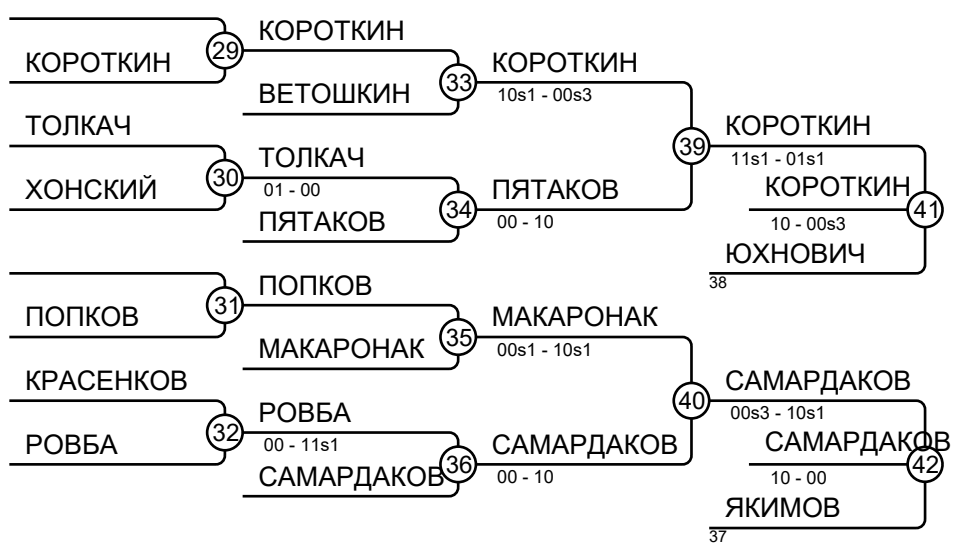 КОРОТКИН
29
КОРОТКИН
ВЕТОШКИН
33
КОРОТКИН
10s1 - 00s3
ТОЛКАЧ
ХОНСКИЙ
30
ТОЛКАЧ
01 - 00
ПЯТАКОВ
34
ПЯТАКОВ
00 - 10
39
КОРОТКИН
11s1 - 01s1
КОРОТКИН
10 - 00s3
41
ЮХНОВИЧ
38
ПОПКОВ
31
ПОПКОВ
МАКАРОНАК
35
МАКАРОНАК
00s1 - 10s1
КРАСЕНКОВ
РОВБА
32
РОВБА
00 - 11s1
САМАРДАКОВ
36
САМАРДАКОВ
00 - 10
40
САМАРДАКОВ
00s3 - 10s1
САМАРДАКОВ
10 - 00
42
ЯКИМОВ
37